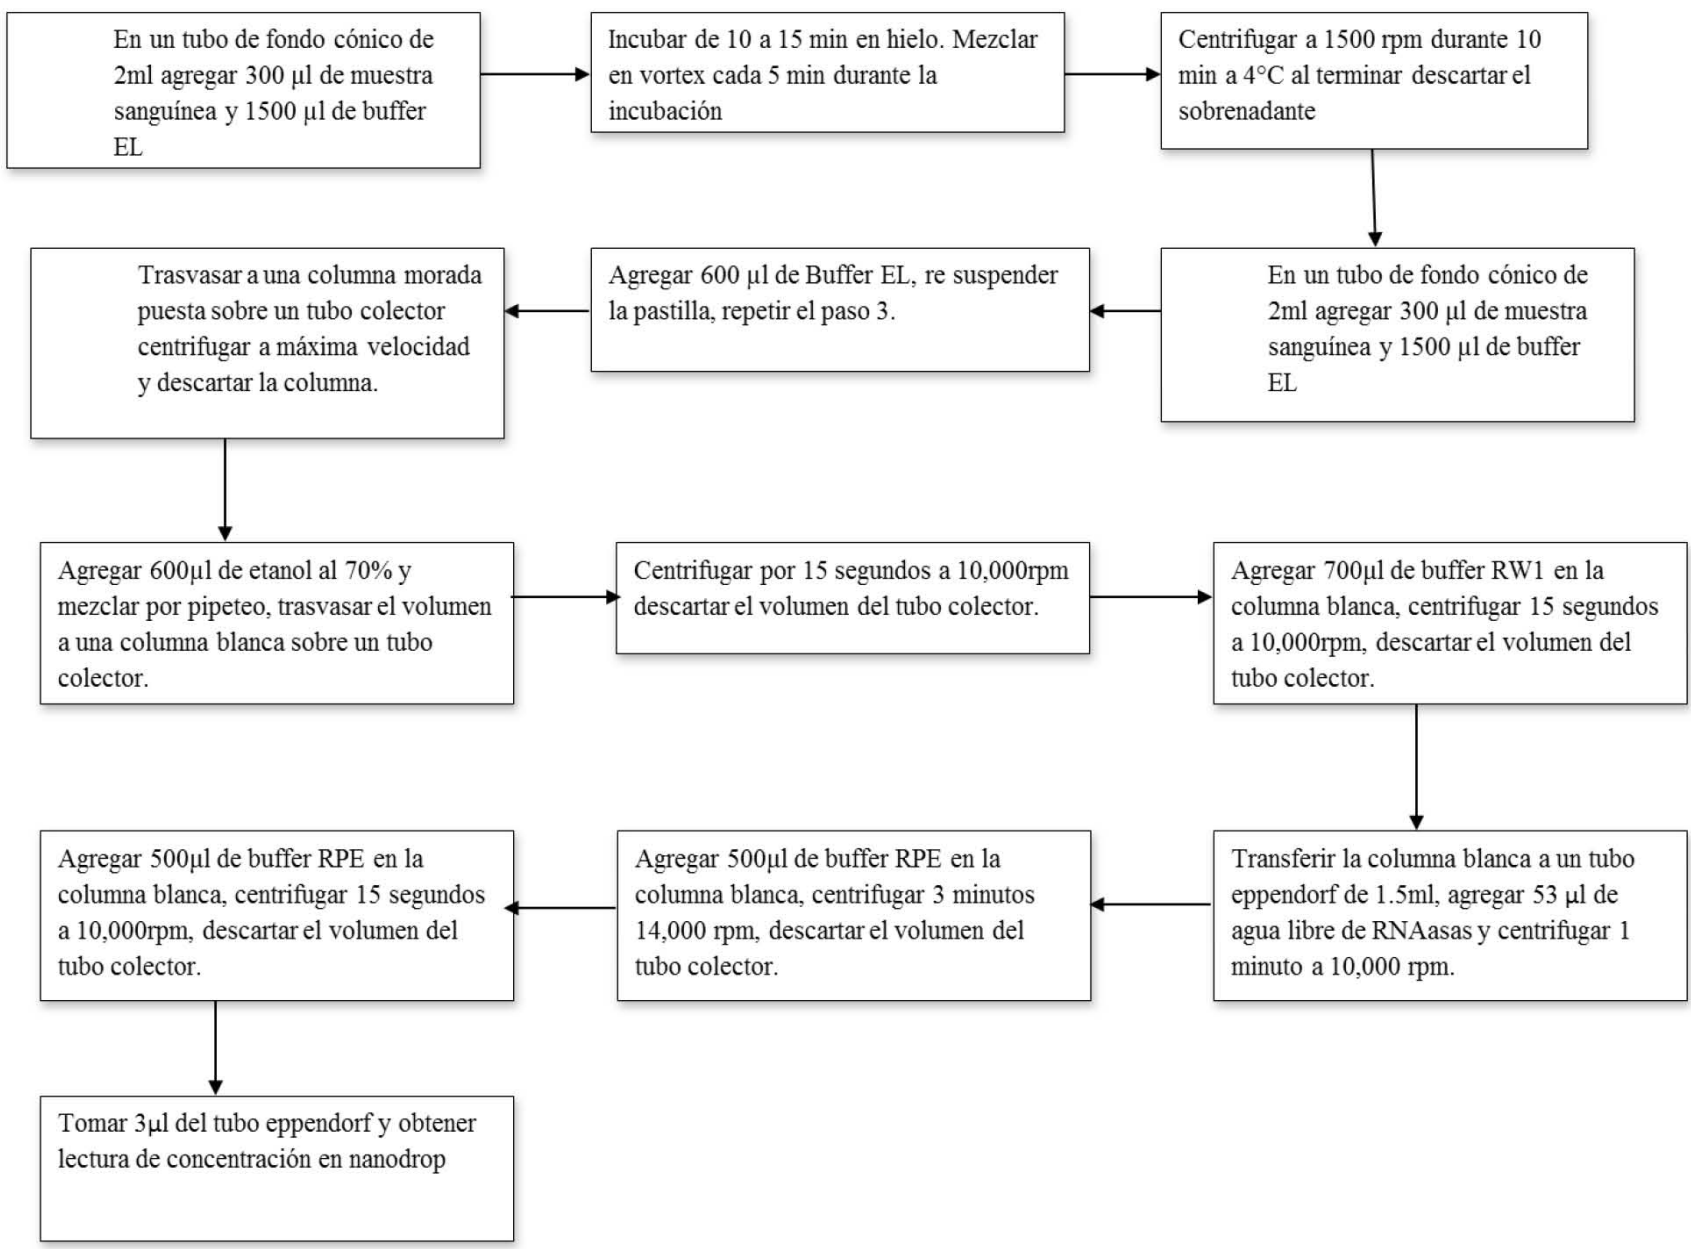 En un tubo de fondo cónico de
2ml agregar 300 µl de muestra
sanguínea y 1500 µl de buffer
EL
Incubar de 10 a 15 min en hielo. Mezclar
en vortex cada 5 min durante la
incubación
Centrifugar a 1500 rpm durante 10
min a 4°C al terminar descartar el
sobrenadante
En un tubo de fondo cónico de
2ml agregar 300 µl de muestra
sanguínea y 1500 µl de buffer
EL
Agregar 600 µl de Buffer EL, re suspender
la pastilla, repetir el paso 3.
Trasvasar a una columna morada
puesta sobre un tubo colector
centrifugar a máxima velocidad
y descartar la columna.
Agregar 600µl de etanol al 70% y
mezclar por pipeteo, trasvasar el volumen
a una columna blanca sobre un tubo
colector.
Centrifugar por 15 segundos a 10,000rpm
descartar el volumen del tubo colector.
Agregar 700µl de buffer RW1 en la
columna blanca, centrifugar 15 segundos
a 10,000rpm, descartar el volumen del
tubo colector.
Transferir la columna blanca a un tubo
eppendorf de 1.5ml, agregar 53 µl de
agua libre de RNAasas y centrifugar 1
minuto a 10,000 rpm.
Agregar 500µl de buffer RPE en la
columna blanca, centrifugar 3 minutos
14,000 rpm, descartar el volumen del
tubo colector.
Agregar 500µl de buffer RPE en la
columna blanca, centrifugar 15 segundos
a 10,000rpm, descartar el volumen del
tubo colector.
Tomar 3µl del tubo eppendorf y obtener
lectura de concentración en nanodrop